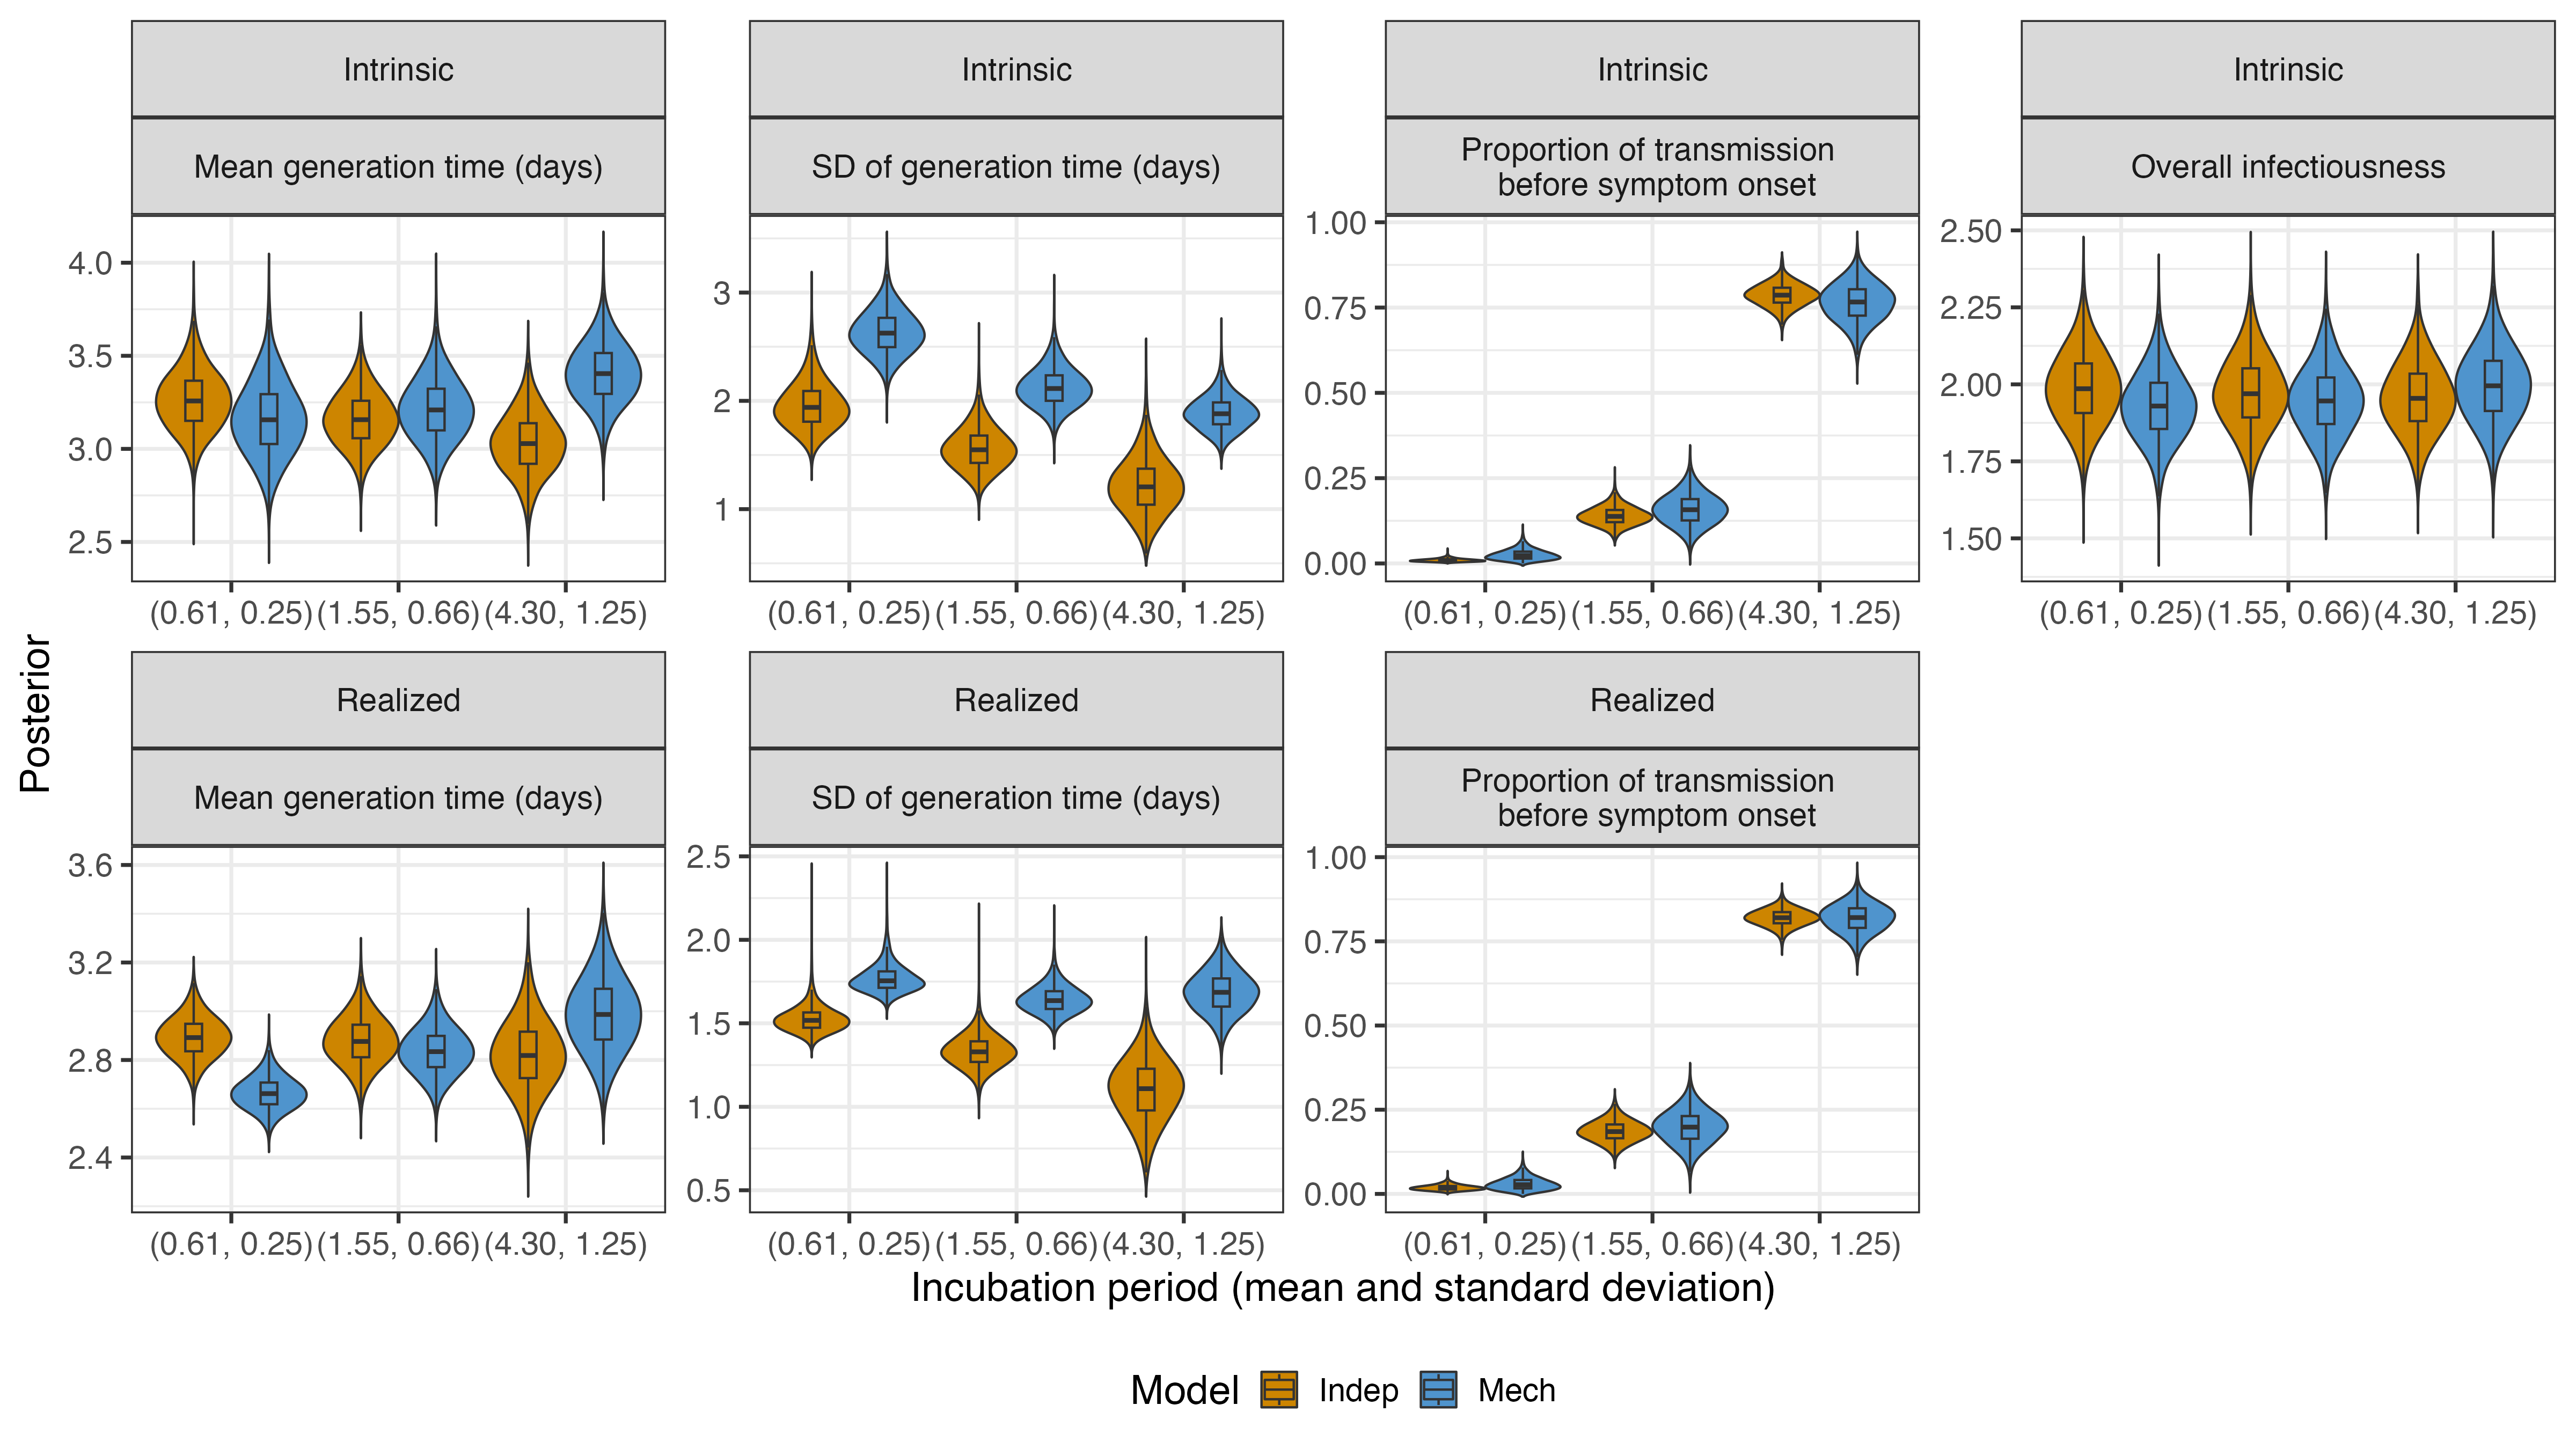 Intrinsic
Intrinsic
Intrinsic
Intrinsic
Mean generation time (days)
SD of generation time (days)
Proportion of transmission
before symptom onset
Overall infectiousness
4.0
3.5
3.0
2.5
3
2
1
1.00
0.75
0.50
0.25
0.00
2.50
2.25
2.00
1.75
1.50
(0.61, 0.25) (1.55, 0.66) (4.30, 1.25)
(0.61, 0.25) (1.55, 0.66) (4.30, 1.25)
(0.61, 0.25) (1.55, 0.66) (4.30, 1.25)
(0.61, 0.25) (1.55, 0.66) (4.30, 1.25)
Posterior
Realized
Realized
Realized
Mean generation time (days)
SD of generation time (days)
Proportion of transmission
before symptom onset
3.6
3.2
2.8
2.4
2.5
2.0
1.5
1.0
0.5
1.00
0.75
0.50
0.25
0.00
(0.61, 0.25) (1.55, 0.66) (4.30, 1.25)
(0.61, 0.25) (1.55, 0.66) (4.30, 1.25)
(0.61, 0.25) (1.55, 0.66) (4.30, 1.25)
Incubation period (mean and standard deviation)
Model Indep Mech